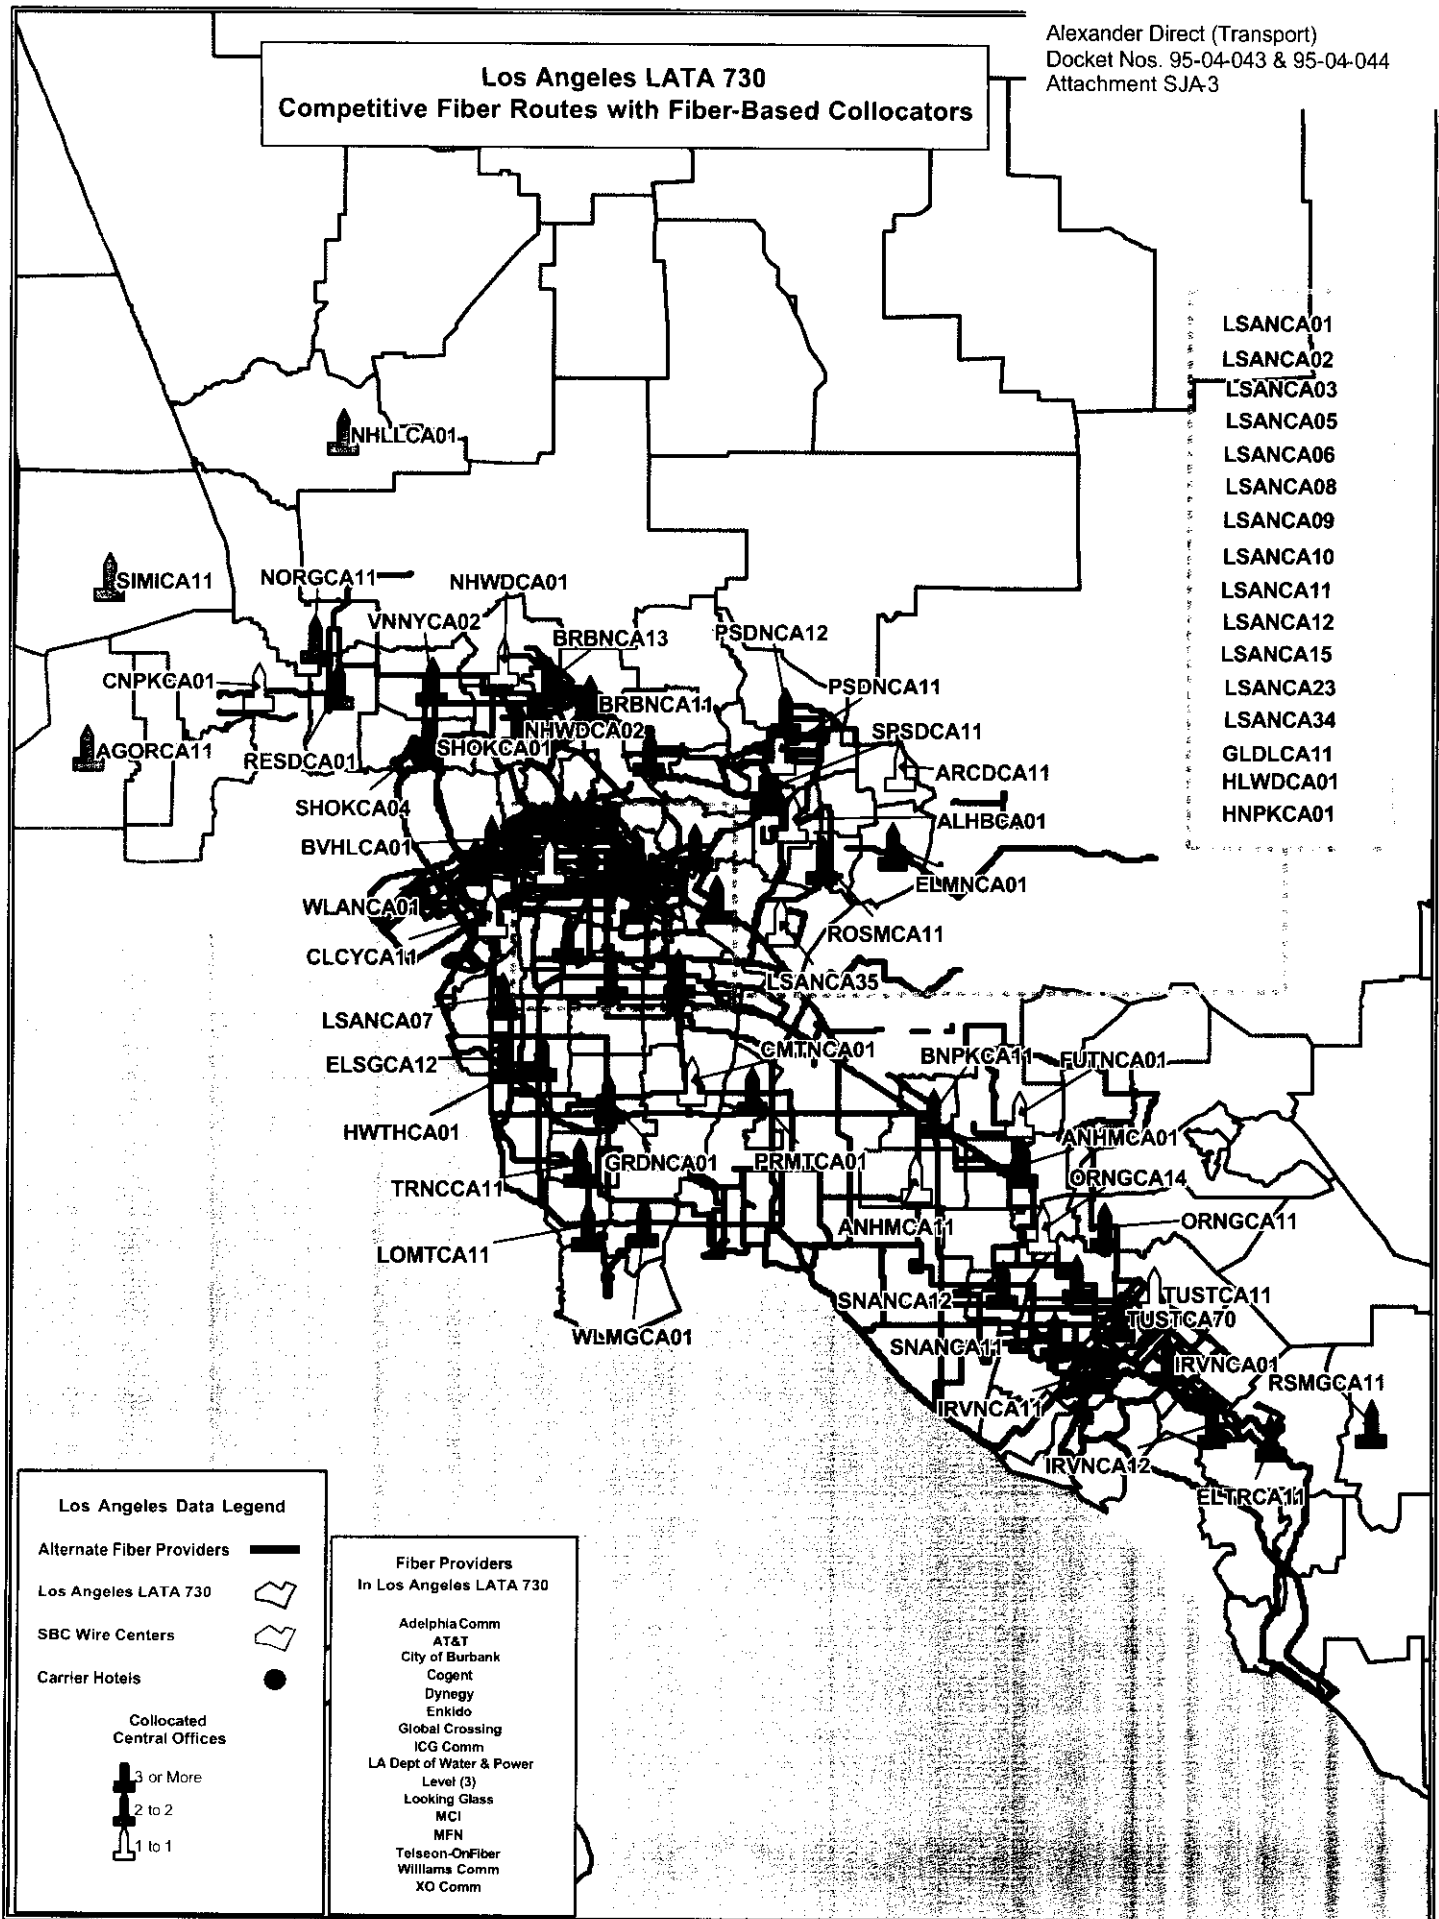 Alexander Direct (Transport)
Docket Nos. 95-04-043 & 95-04-044
Attachment SJA-3
Los Angeles LATA 730
Competitive Fiber Routes with Fiber-Based Collocators
LSANCA01
LSANCA02
LSANCA03
LSANCA05
LSANCA06
LSANCA08
LSANCA09
LSANCA10
LSANCA11
LSANCA12
LSANCA15
LSANCA23
LSANCA34
GLDLCA11
HLWDCA01
HNPKCA01
NHLLCA01
SIMICA11
NORGCA11
NHWDCA01
VNNYCA02
BRBNCA13
PSDNCA12
CNPKCA01
PSDNCA11
BRBNCA11
NHWDCA02
SPSDCA11
AGORCA11
SHOKCA01
RESDCA01
ARCDCA11
SHOKCA04
ALHBCA01
BVHLCA01
ELMNCA01
WLANCA01
ROSMCA11
CLCYCA11
LSANCA35
LSANCA07
CMTNCA01
BNPKCA11
FUTNCA01
ELSGCA12
HWTHCA01
ANHMCA01
GRDNCA01
PRMTCA01
ORNGCA14
TRNCCA11
ANHMCA11
ORNGCA11
LOMTCA11
SNANCA12
TUSTCA11
TUSTCA70
WLMGCA01
SNANCA11
IRVNCA01
RSMGCA11
IRVNCA11
IRVNCA12
ELTRCA11
Los Angeles Data Legend
Alternate Fiber Providers
Los Angeles LATA 730
SBC Wire Centers
Carrier Hotels
Collocated
Central Offices
3 or More
2 to 2
1 to 1
Fiber Providers
In Los Angeles LATA 730
Adelphia Comm
AT&T
City of Burbank
Cogent
Dynegy
Enkido
Global Crossing
ICG Comm
LA Dept of Water & Power
Level (3)
Looking Glass
MCI
MFN
Telseon-OnFiber
Williams Comm
XO Comm